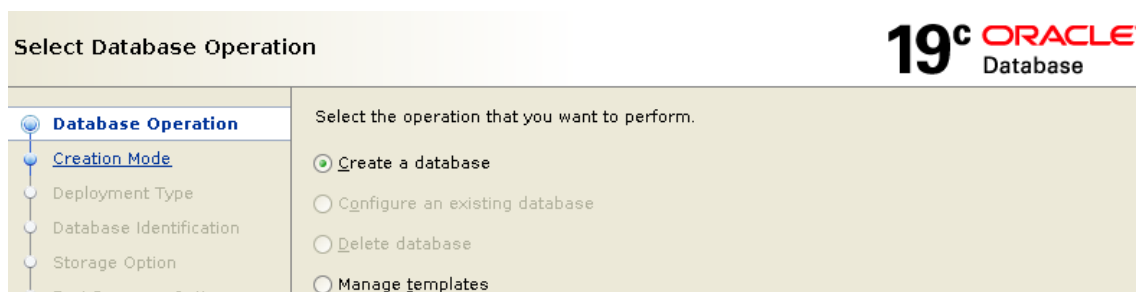 Select Database Operation
19c ORACLE
Database
Database Operation
Creation Mode
Deployment Type
Database Identification
Storage Option
Select the operation that you want to perform.
Create a database
Configure an existing database
Delete database
Manage templates